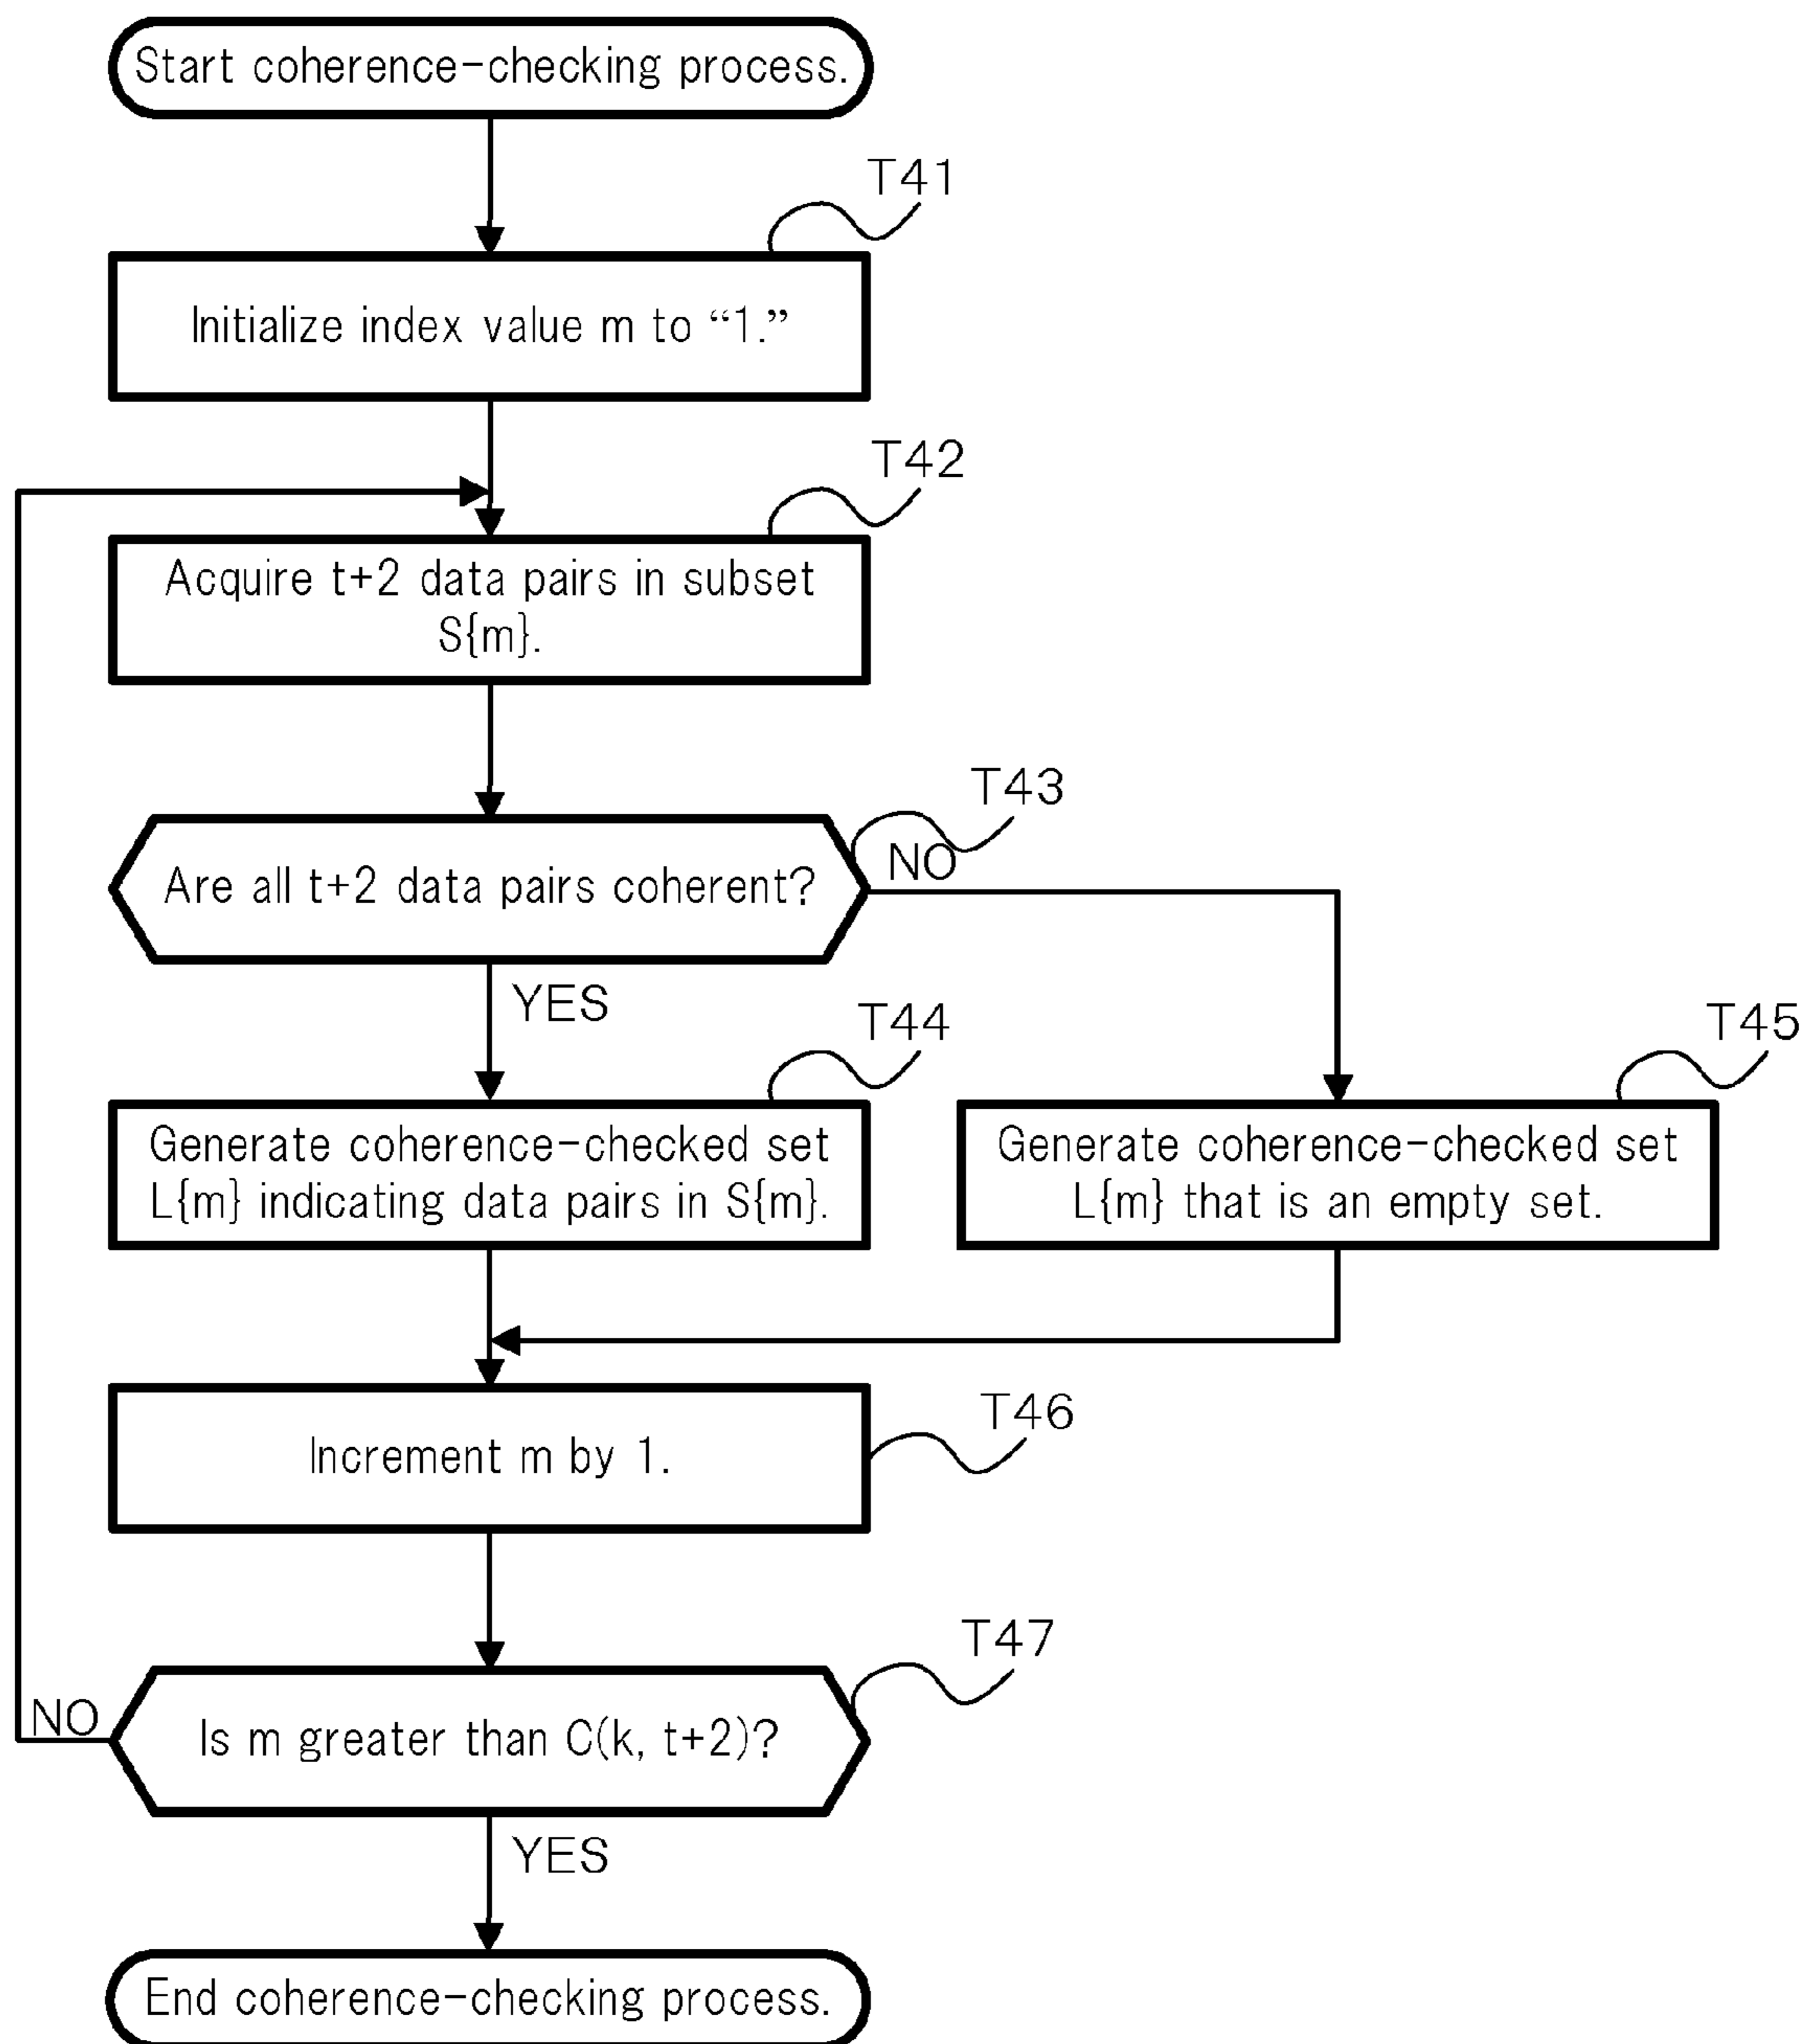 Start coherence-checking process.
T41
Initialize index value m to “1.”
T42
Acquire t+2 data pairs in subset
S{m}.
T43
Are all t+2 data pairs coherent?
NO
YES
T44
T45
Generate coherence-checked set
L{m} indicating data pairs in S{m}.
Generate coherence-checked set
L{m} that is an empty set.
T46
Increment m by 1.
T47
NO
Is m greater than C(k, t+2)?
YES
End coherence-checking process.